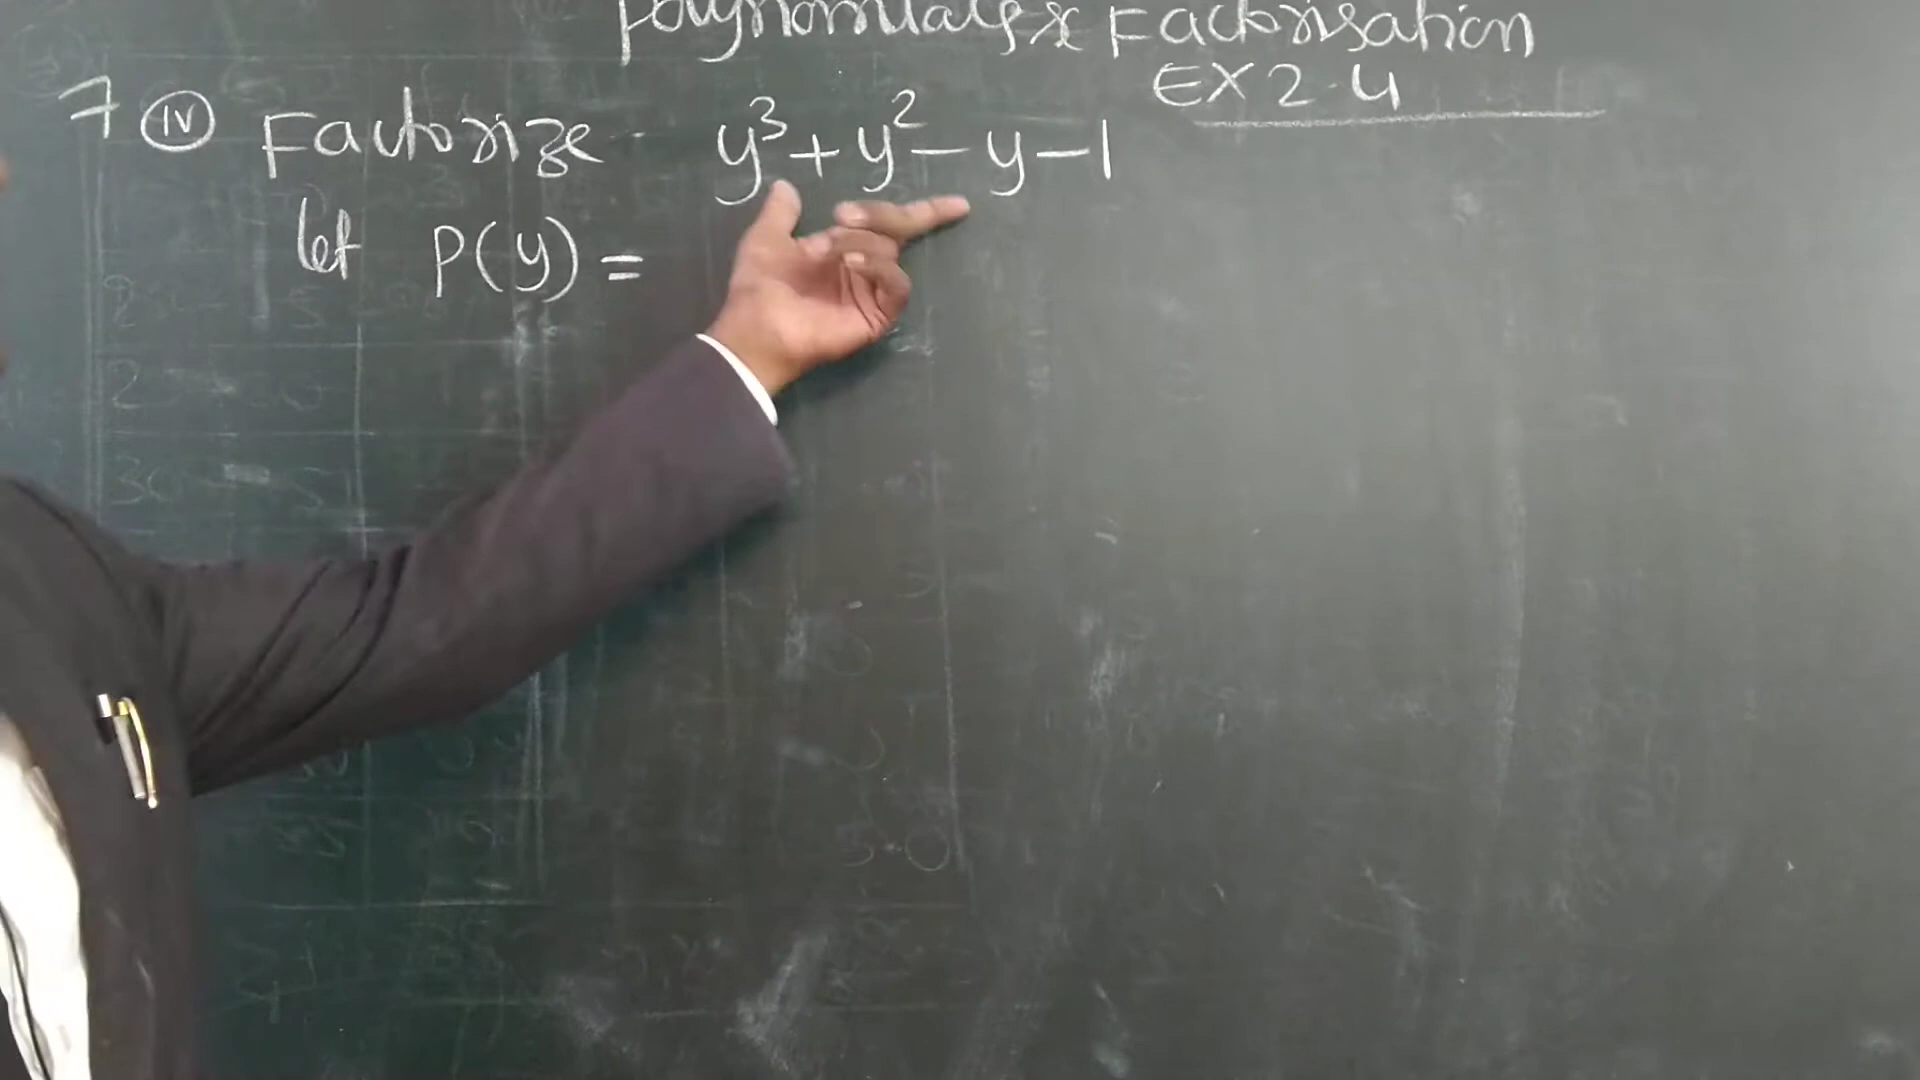 polynomials & Factorisation
EX 2.4
7 (iv) Factorize y³+y²-y-1
let P(y) =